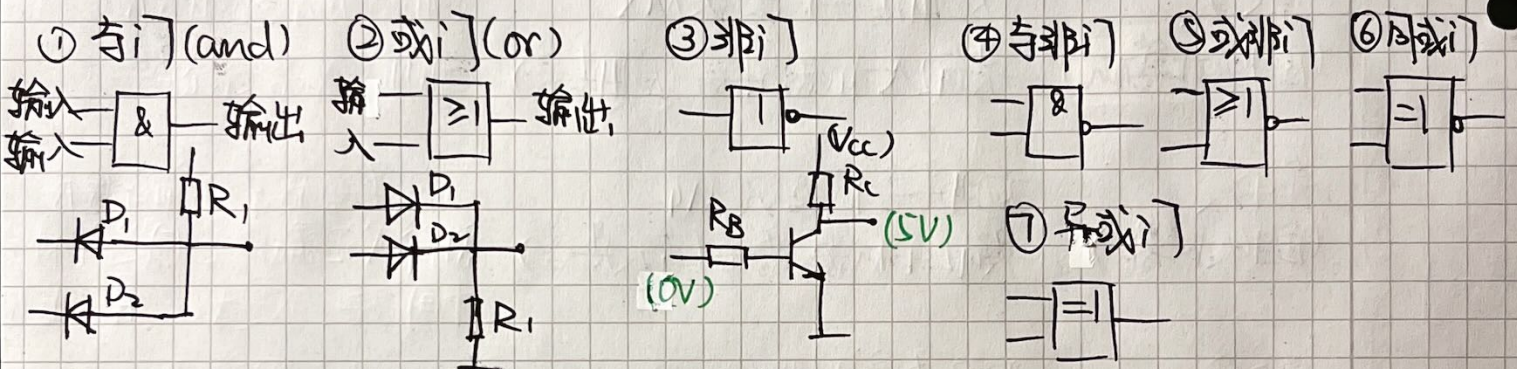 ①与门(and) ②或门(or) ③非门 ④与非门 ⑤或非门 ⑥同或门
输入 & 输出 输入 ≥1 输出 1 & ≥1 =1
输入
(Vcc)
R1 D1 RC
D1 D2 RB (5V) ⑦异或门
D2 (0V)
R1 =1